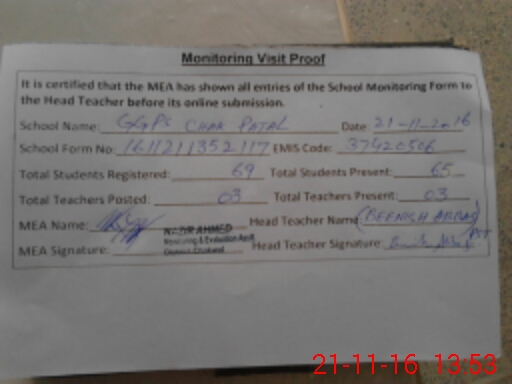 Monitoring Visit Proof
It is certified that the MEA has shown all entries of the School Monitoring Form to
the Head Teacher before its online submission.
School Name: GGPS CHAK PATAL Date: 21-11-2016
School Form No: 1611211352117 EMIS Code: 37420506
Total Students Registered: 69 Total Students Present: 65
Total Teachers Posted: 03 Total Teachers Present: 03
MEA Name: Head Teacher Name (BEENISH ABBAS)
NAZIR AHMED
Monitoring & Evaluation Asstt
District Chakwal
MEA Signature: Head Teacher Signature: PST
21-11-16 13:53